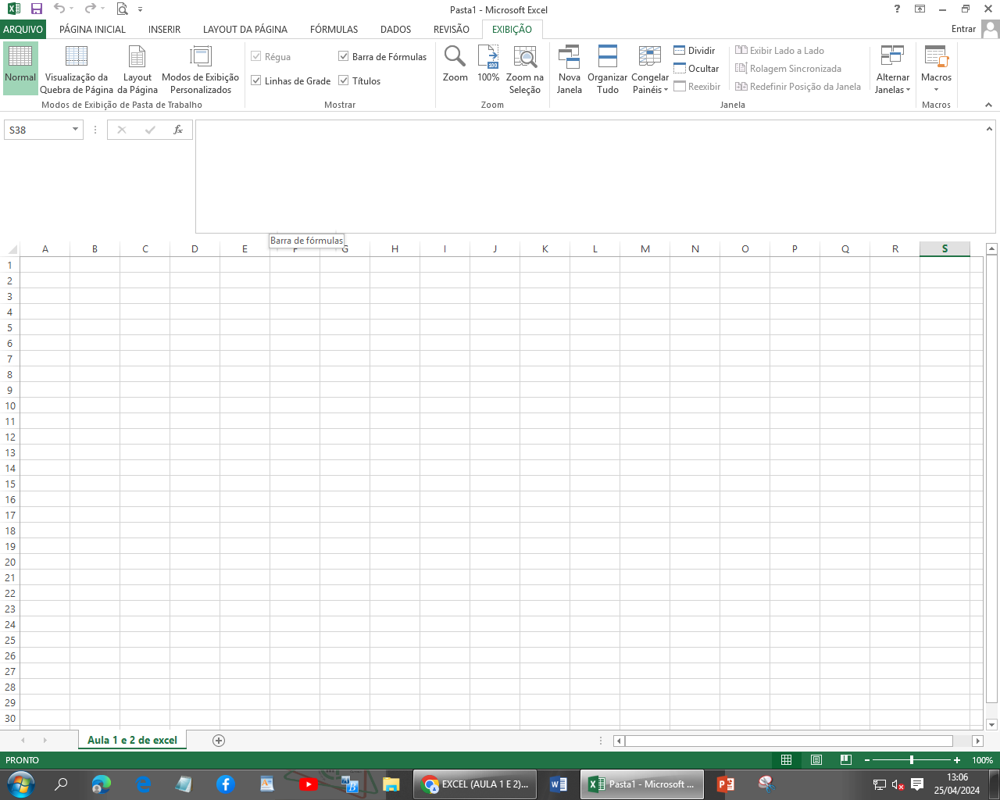 Pasta1 - Microsoft Excel
?
ARQUIVO PÁGINA INICIAL INSERIR LAYOUT DA PÁGINA FÓRMULAS DADOS REVISÃO EXIBIÇÃO Entrar
Normal
Visualização da Quebra de Página
Layout da Página
Modos de Exibição Personalizados
Modos de Exibição de Pasta de Trabalho
Régua
Barra de Fórmulas
Linhas de Grade
Títulos
Mostrar
Zoom
100
100%
Zoom na Seleção
Zoom
Nova Janela
Organizar Tudo
Congelar Painéis
Dividir
Ocultar
Reexibir
Exibir Lado a Lado
Rolagem Sincronizada
Redefinir Posição da Janela
Janela
Alternar Janelas
Macros
Macros
S38
fx
Barra de fórmulas
A B C D E F G H I J K L M N O P Q R S
1
2
3
4
5
6
7
8
9
10
11
12
13
14
15
16
17
18
19
20
21
22
23
24
25
26
27
28
29
30
Aula 1 e 2 de excel
PRONTO
100%
EXCEL (AULA 1 E 2)...
Pasta1 - Microsoft ...
13:06
25/04/2024